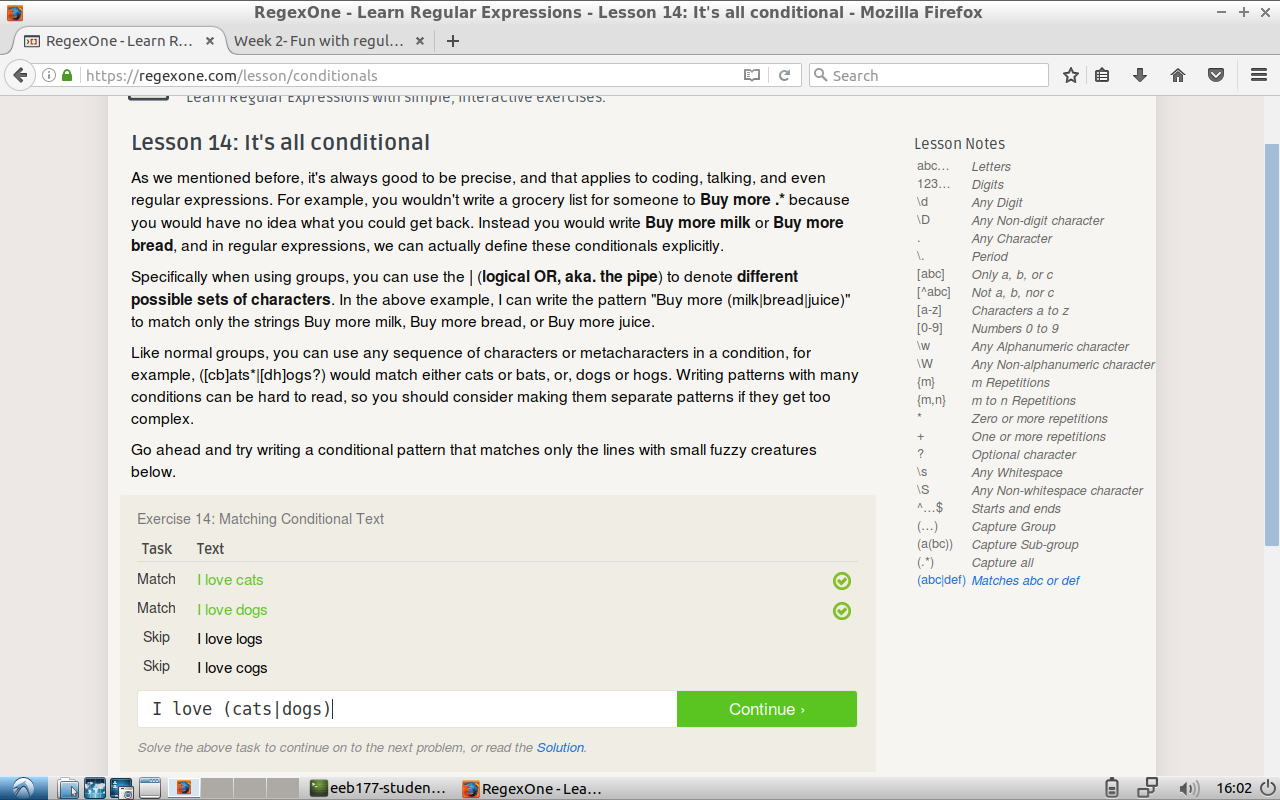 RegexOne - Learn Regular Expressions - Lesson 14: It's all conditional - Mozilla Firefox
RegexOne - Learn R...
Week 2- Fun with regul...
https://regexone.com/lesson/conditionals
Search
Learn Regular Expressions with simple, interactive exercises.
Lesson 14: It's all conditional
As we mentioned before, it's always good to be precise, and that applies to coding, talking, and even
regular expressions. For example, you wouldn't write a grocery list for someone to Buy more .* because
you would have no idea what you could get back. Instead you would write Buy more milk or Buy more
bread, and in regular expressions, we can actually define these conditionals explicitly.
Specifically when using groups, you can use the | (logical OR, aka. the pipe) to denote different
possible sets of characters. In the above example, I can write the pattern "Buy more (milk|bread|juice)"
to match only the strings Buy more milk, Buy more bread, or Buy more juice.
Like normal groups, you can use any sequence of characters or metacharacters in a condition, for
example, ([cb]ats*|[dh]ogs?) would match either cats or bats, or, dogs or hogs. Writing patterns with many
conditions can be hard to read, so you should consider making them separate patterns if they get too
complex.
Go ahead and try writing a conditional pattern that matches only the lines with small fuzzy creatures
below.
Exercise 14: Matching Conditional Text
Task Text
Match I love cats
Match I love dogs
Skip I love logs
Skip I love cogs
I love (cats|dogs)
Continue ›
Solve the above task to continue on to the next problem, or read the Solution.
Lesson Notes
abc… Letters
123… Digits
\d Any Digit
\D Any Non-digit character
. Any Character
\. Period
[abc] Only a, b, or c
[^abc] Not a, b, nor c
[a-z] Characters a to z
[0-9] Numbers 0 to 9
\w Any Alphanumeric character
\W Any Non-alphanumeric character
{m} m Repetitions
{m,n} m to n Repetitions
* Zero or more repetitions
+ One or more repetitions
? Optional character
\s Any Whitespace
\S Any Non-whitespace character
^…$ Starts and ends
(…) Capture Group
(a(bc)) Capture Sub-group
(.*) Capture all
(abc|def) Matches abc or def
eeb177-studen...
RegexOne - Lea...
16:02